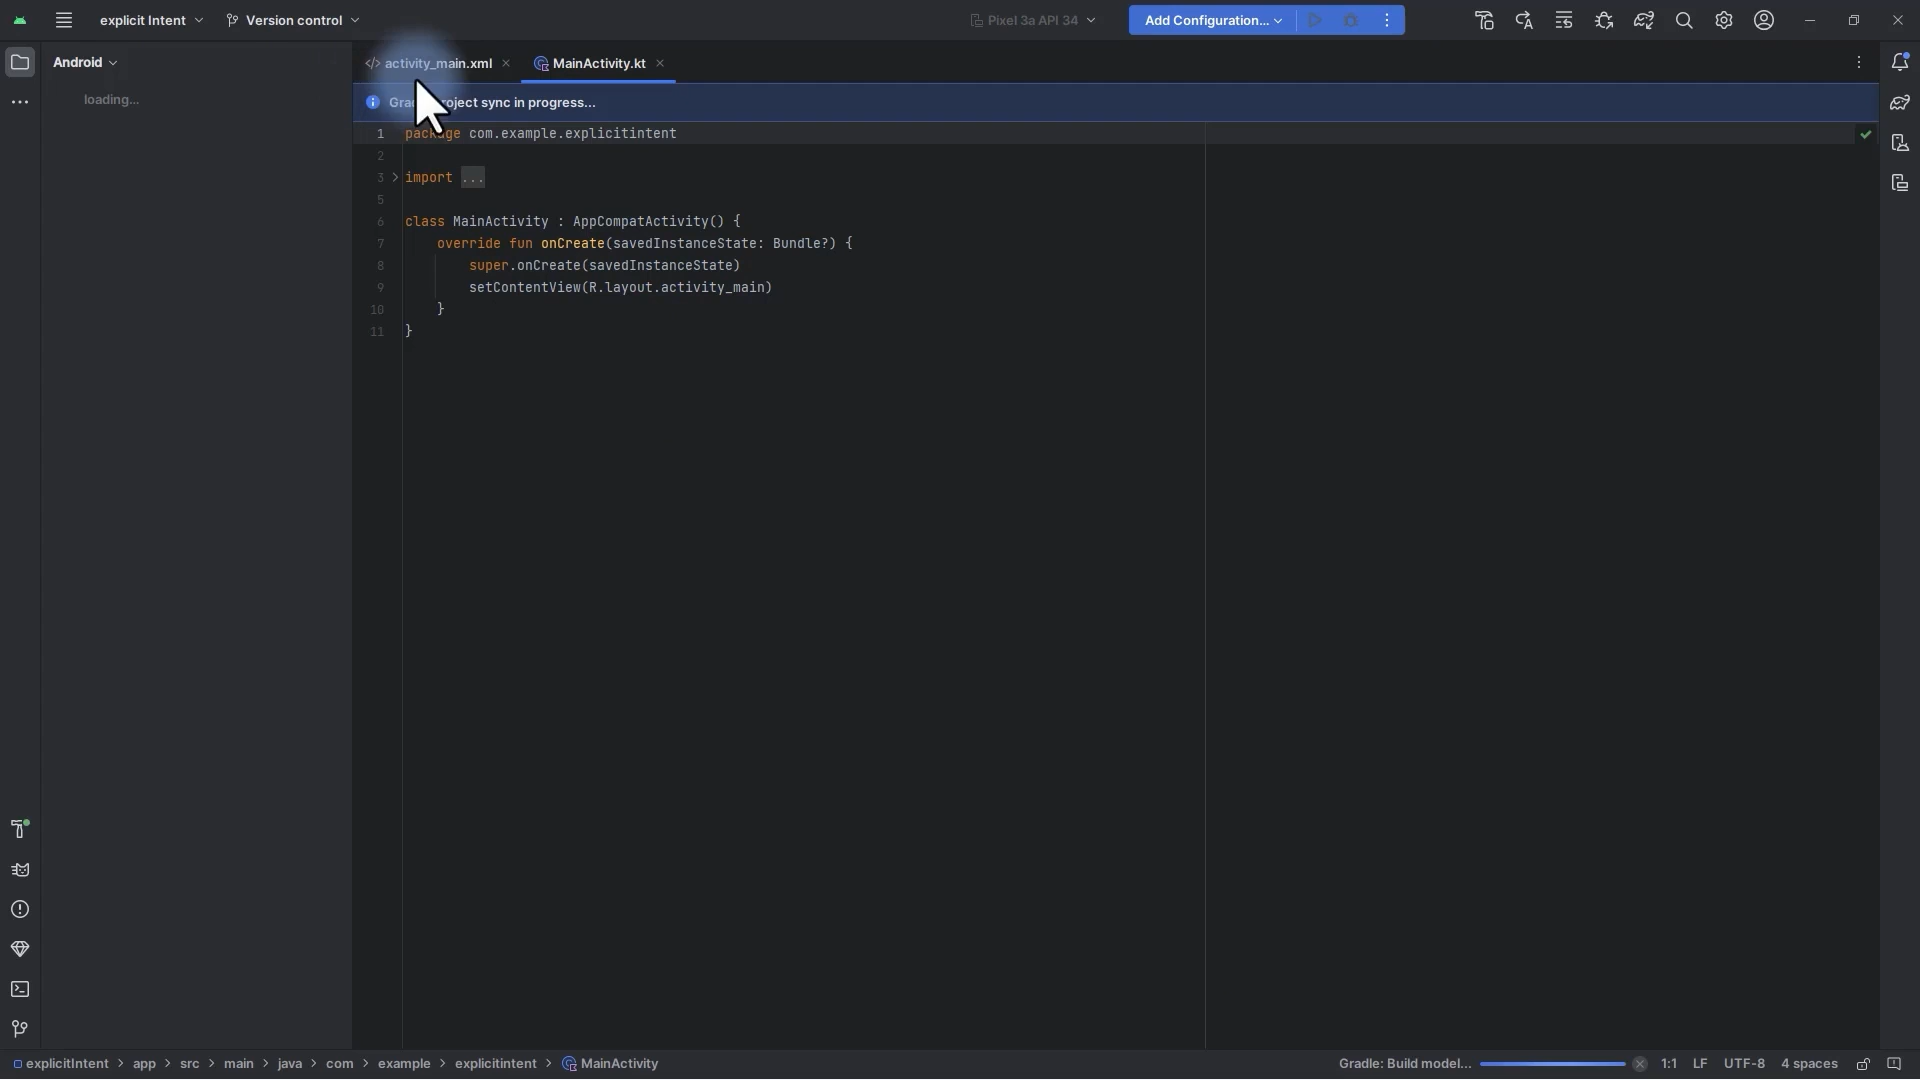 explicit Intent
Version control
Pixel 3a API 34
Add Configuration...
Android
activity_main.xml
MainActivity.kt
loading...
project sync in progress...
1 package com.example.explicitintent
2
3 import ...
5
6 class MainActivity : AppCompatActivity() {
7 override fun onCreate(savedInstanceState: Bundle?) {
8 super.onCreate(savedInstanceState)
9 setContentView(R.layout.activity_main)
10 }
11 }
explicitIntent > app > src > main > java > com > example > explicitintent > MainActivity
Gradle: Build model...
1:1 LF UTF-8 4 spaces